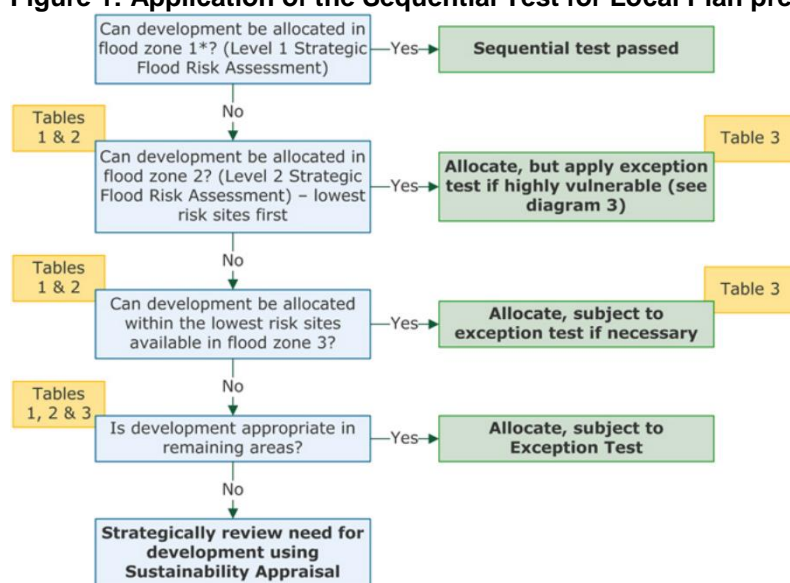 Figure 1: Application of the Sequential Test for Local Plan pre
Can development be allocated in
flood zone 1*? (Level 1 Strategic
Flood Risk Assessment)
Yes
Sequential test passed
No
Tables
1 & 2
Can development be allocated in
flood zone 2? (Level 2 Strategic
Flood Risk Assessment) – lowest
risk sites first
Yes
Table 3
Allocate, but apply exception
test if highly vulnerable (see
diagram 3)
No
Tables
1 & 2
Can development be allocated
within the lowest risk sites
available in flood zone 3?
Yes
Table 3
Allocate, subject to
exception test if necessary
No
Tables
1, 2 & 3
Is development appropriate in
remaining areas?
Yes
Allocate, subject to
Exception Test
No
Strategically review need for
development using
Sustainability Appraisal